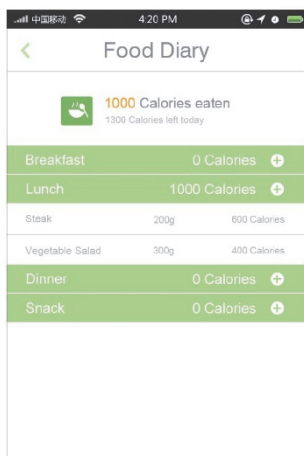 中国移动 4:20 PM
Food Diary
1000 Calories eaten
1300 Calories left today
Breakfast 0 Calories
Lunch 1000 Calories
Steak 200g 600 Calories
Vegetable Salad 300g 400 Calories
Dinner 0 Calories
Snack 0 Calories